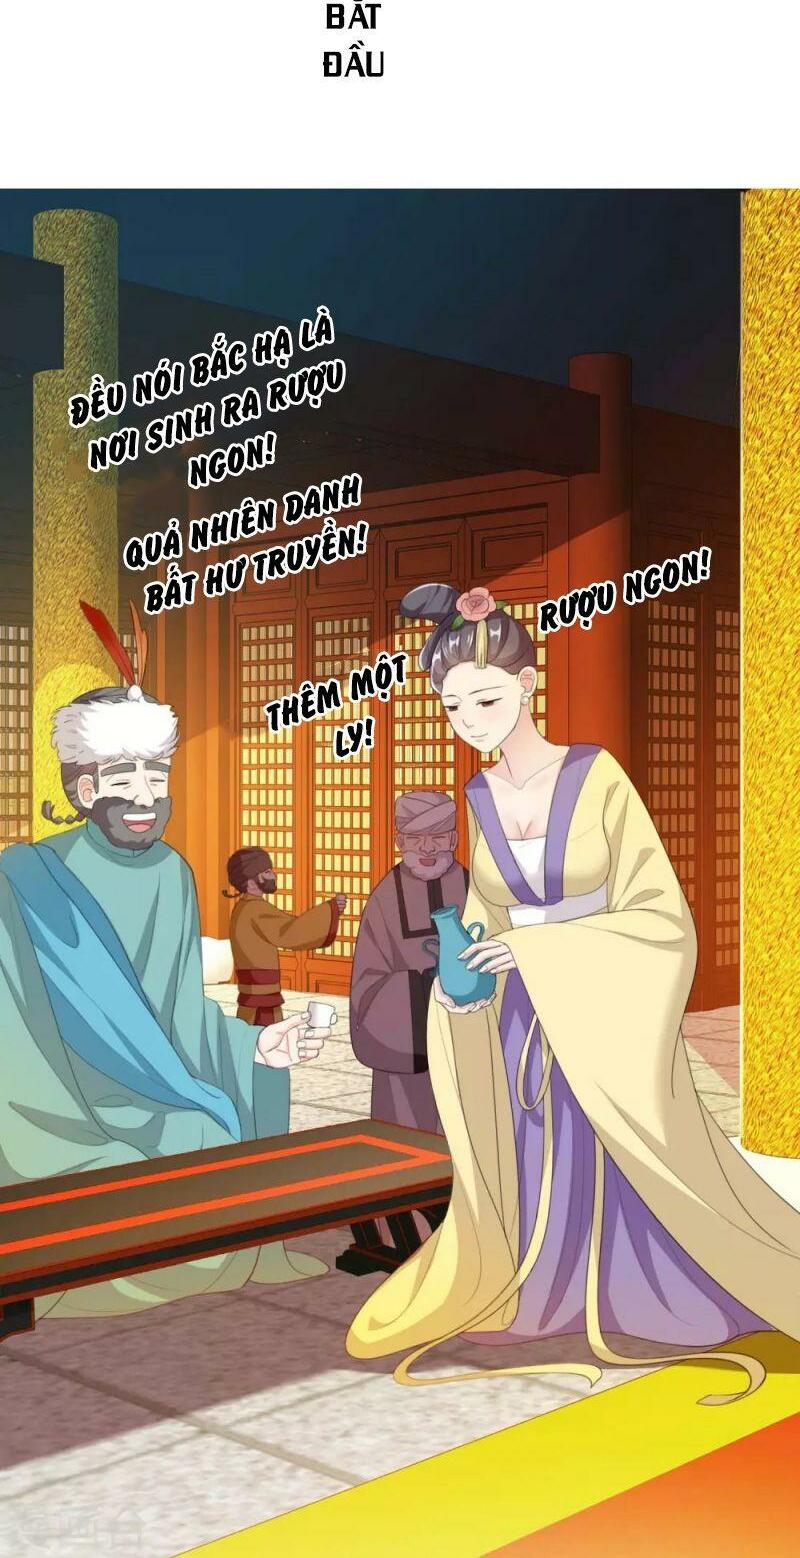 BẮT
ĐẦU
ĐỀU NÓI BẮC HẠ LÀ
NƠI SINH RA RƯỢU
NGON!
QUẢ NHIÊN DANH
BẤT HƯ TRUYỀN!
RƯỢU NGON!
THÊM MỘT
LY!